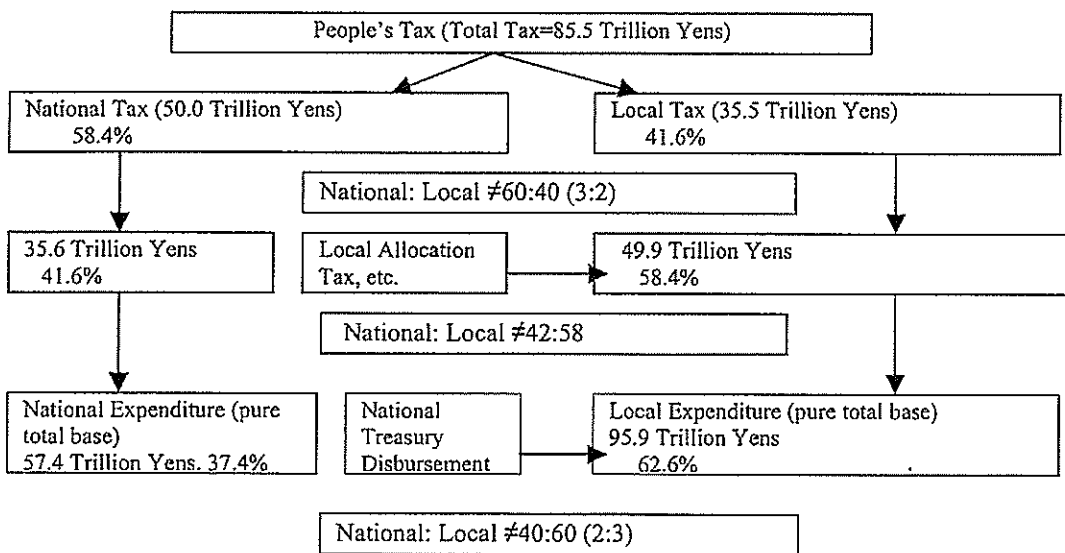 People's Tax (Total Tax=85.5 Trillion Yens)
National Tax (50.0 Trillion Yens)
58.4%
Local Tax (35.5 Trillion Yens)
41.6%
National: Local ≠60:40 (3:2)
35.6 Trillion Yens
41.6%
Local Allocation
Tax, etc.
49.9 Trillion Yens
58.4%
National: Local ≠42:58
National Expenditure (pure
total base)
57.4 Trillion Yens. 37.4%
National
Treasury
Disbursement
Local Expenditure (pure total base)
95.9 Trillion Yens
62.6%
National: Local ≠40:60 (2:3)